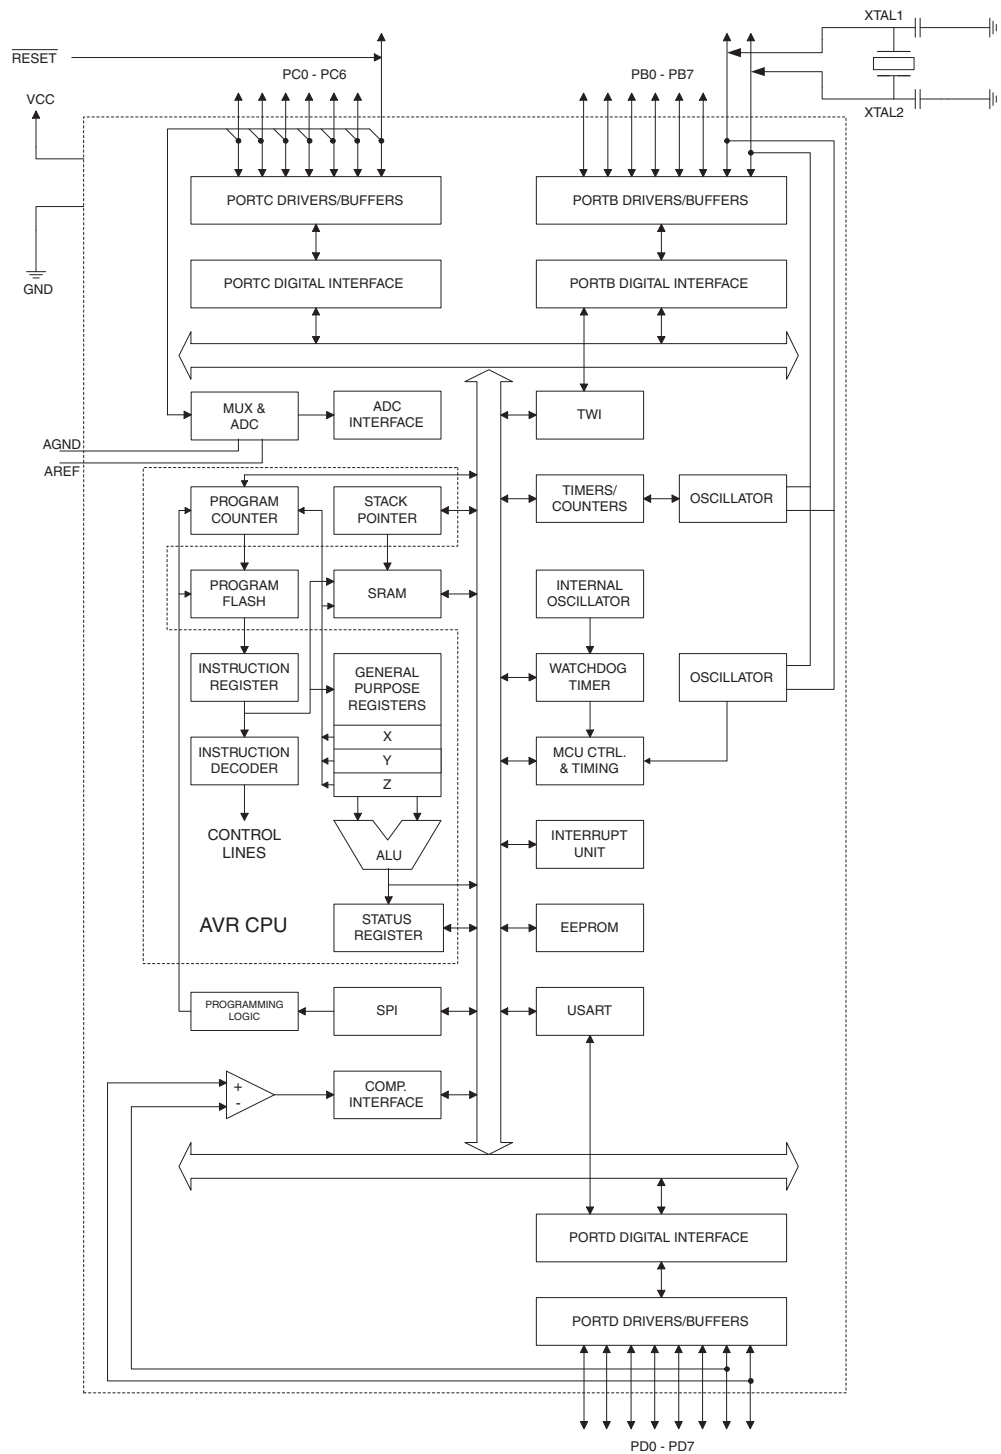 XTAL1
RESET
PC0 - PC6
PB0 - PB7
VCC
XTAL2
PORTC DRIVERS/BUFFERS
PORTB DRIVERS/BUFFERS
GND
PORTC DIGITAL INTERFACE
PORTB DIGITAL INTERFACE
MUX &
ADC
ADC
INTERFACE
TWI
AGND
AREF
PROGRAM
COUNTER
STACK
POINTER
TIMERS/
COUNTERS
OSCILLATOR
PROGRAM
FLASH
SRAM
INTERNAL
OSCILLATOR
INSTRUCTION
REGISTER
GENERAL
PURPOSE
REGISTERS
WATCHDOG
TIMER
OSCILLATOR
X
Y
Z
INSTRUCTION
DECODER
MCU CTRL.
& TIMING
CONTROL
LINES
ALU
INTERRUPT
UNIT
AVR CPU
STATUS
REGISTER
EEPROM
PROGRAMMING
LOGIC
SPI
USART
+
-
COMP.
INTERFACE
PORTD DIGITAL INTERFACE
PORTD DRIVERS/BUFFERS
PD0 - PD7